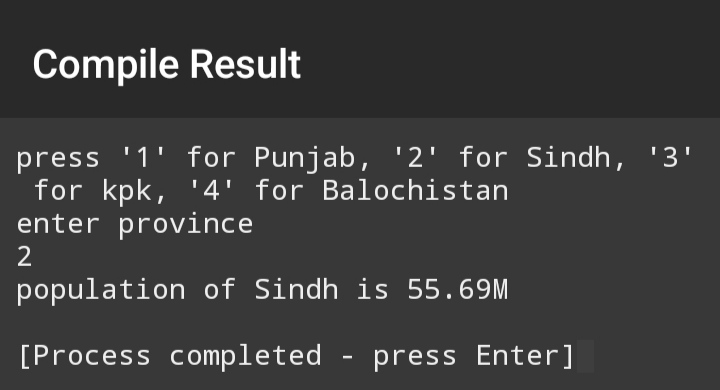 Compile Result
press '1' for Punjab, '2' for Sindh, '3'
for kpk, '4' for Balochistan
enter province
2
population of Sindh is 55.69M
[Process completed - press Enter]